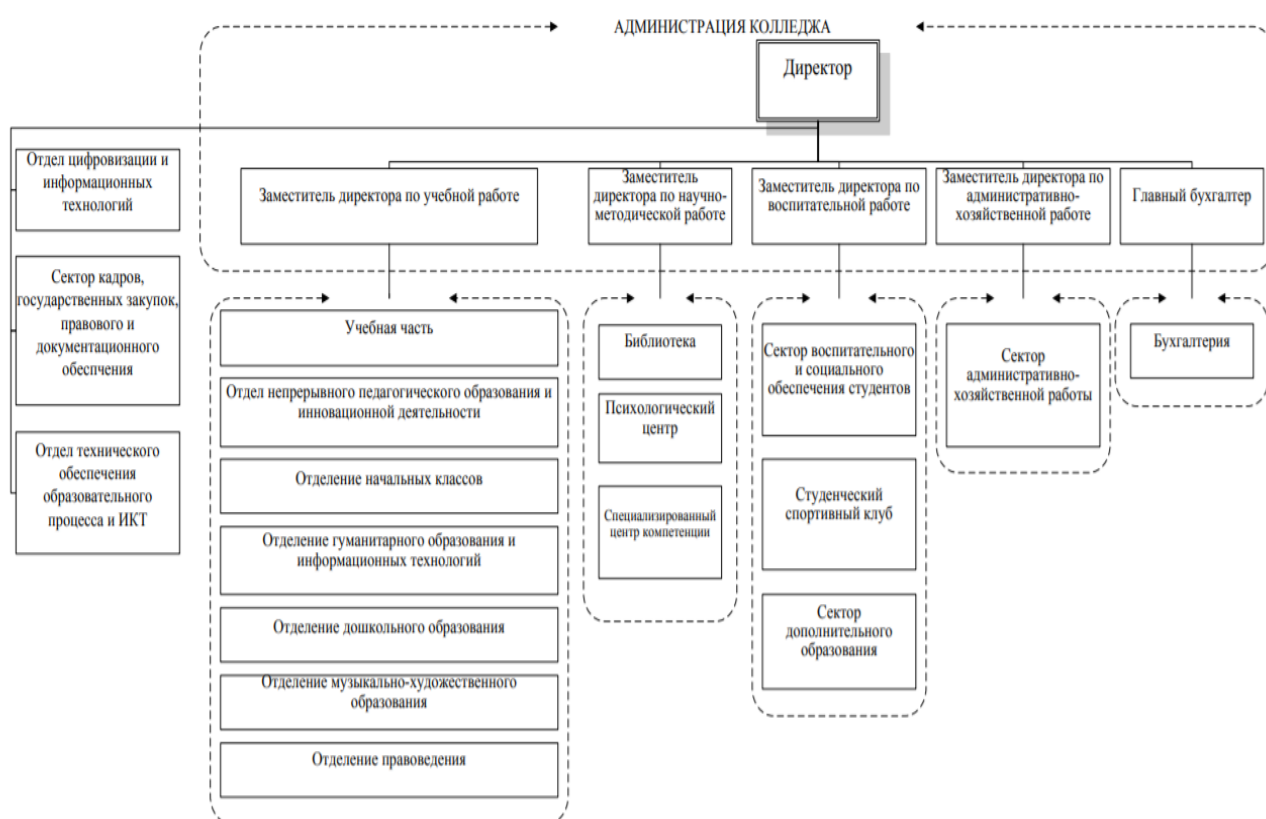 АДМИНИСТРАЦИЯ КОЛЛЕДЖА
Директор
Отдел цифровизации и
информационных
технологий
Сектор кадров,
государственных закупок,
правового и
документационного
обеспчения
Отдел технического
обеспечения
образовательного
процесса и ИКТ
Заместитель директора по учебной работе
Заместитель
директора по научно-
методической работе
Заместитель директора по
воспитательной работе
Заместитель директора по
административно-
хозяйственной работе
Главный бухгалтер
Учебная часть
Отдел непрерывного педагогического образования и
инновационной деятельности
Отделение начальных классов
Отделение гуманитарного образования и
информационных технологий
Отделение дошкольного образования
Отделение музыкально-художественного
образования
Отделение правоведения
Библиотека
Психологический
центр
Специализированный
центр компетенции
Сектор воспитательного
и социального
обеспечения студентов
Студенческий
спортивный клуб
Сектор
дополнительного
образования
Сектор
административно-
хозяйственной работы
Бухгалтерия